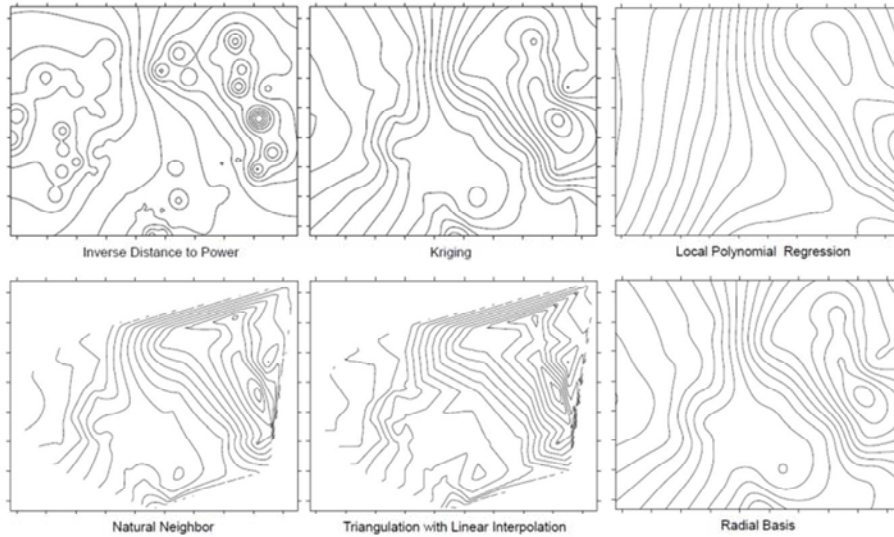 Inverse Distance to Power
Kriging
Local Polynomial Regression
Natural Neighbor
Triangulation with Linear Interpolation
Radial Basis